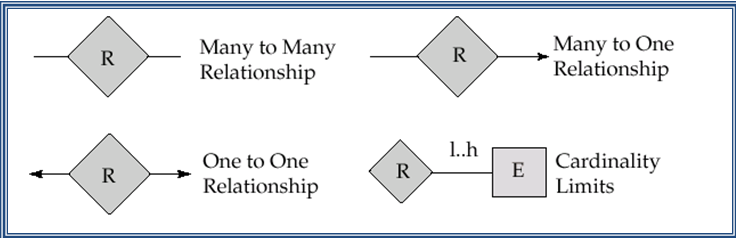 R
Many to Many
Relationship
R
Many to One
Relationship
R
One to One
Relationship
R
l..h
E
Cardinality
Limits